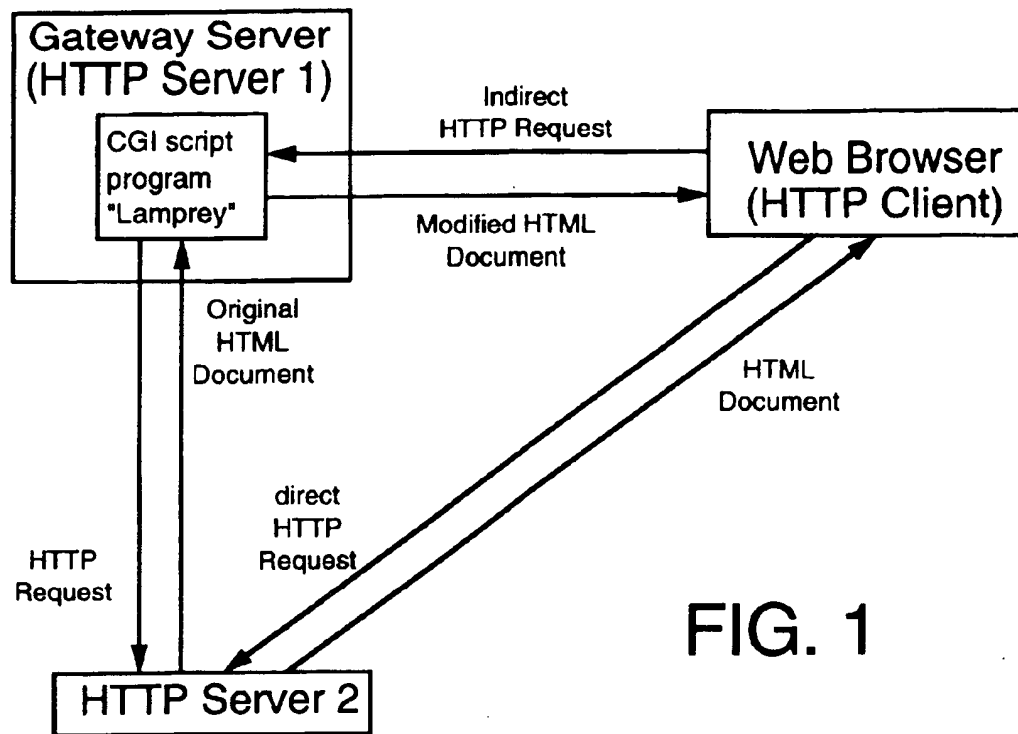 Gateway Server
(HTTP Server 1)
CGI script
program
"Lamprey"
Indirect
HTTP Request
Modified HTML
Document
Web Browser
(HTTP Client)
Original
HTML
Document
HTML
Document
direct
HTTP
Request
HTTP
Request
HTTP Server 2
FIG. 1